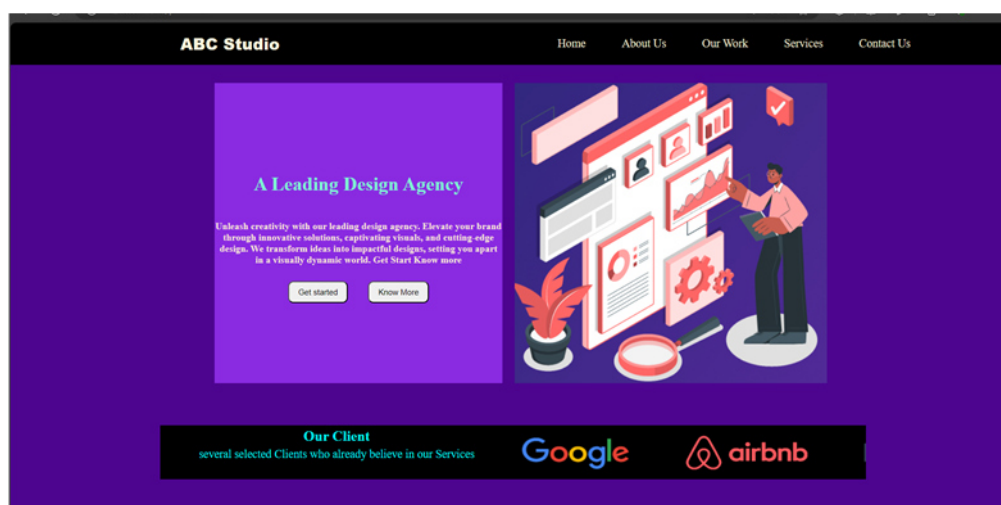 ABC Studio
Home About Us Our Work Services Contact Us
A Leading Design Agency
Unleash creativity with our leading design agency. Elevate your brand
through innovative solutions, captivating visuals, and cutting-edge
design. We transform ideas into impactful designs, setting you apart
in a visually dynamic world. Get Start Know more
Get started Know More
Our Client
several selected Clients who already believe in our Services
Google airbnb